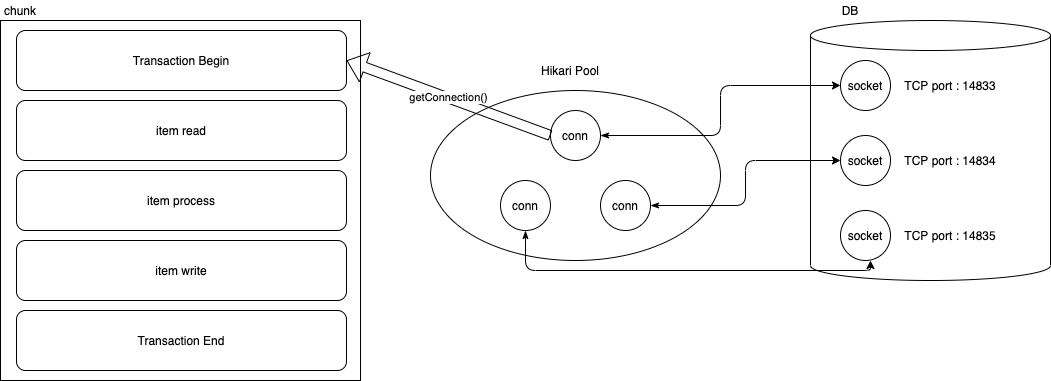 chunk
Transaction Begin
item read
item process
item write
Transaction End
getConnection()
Hikari Pool
conn
conn
conn
DB
socket
TCP port : 14833
socket
TCP port : 14834
socket
TCP port : 14835